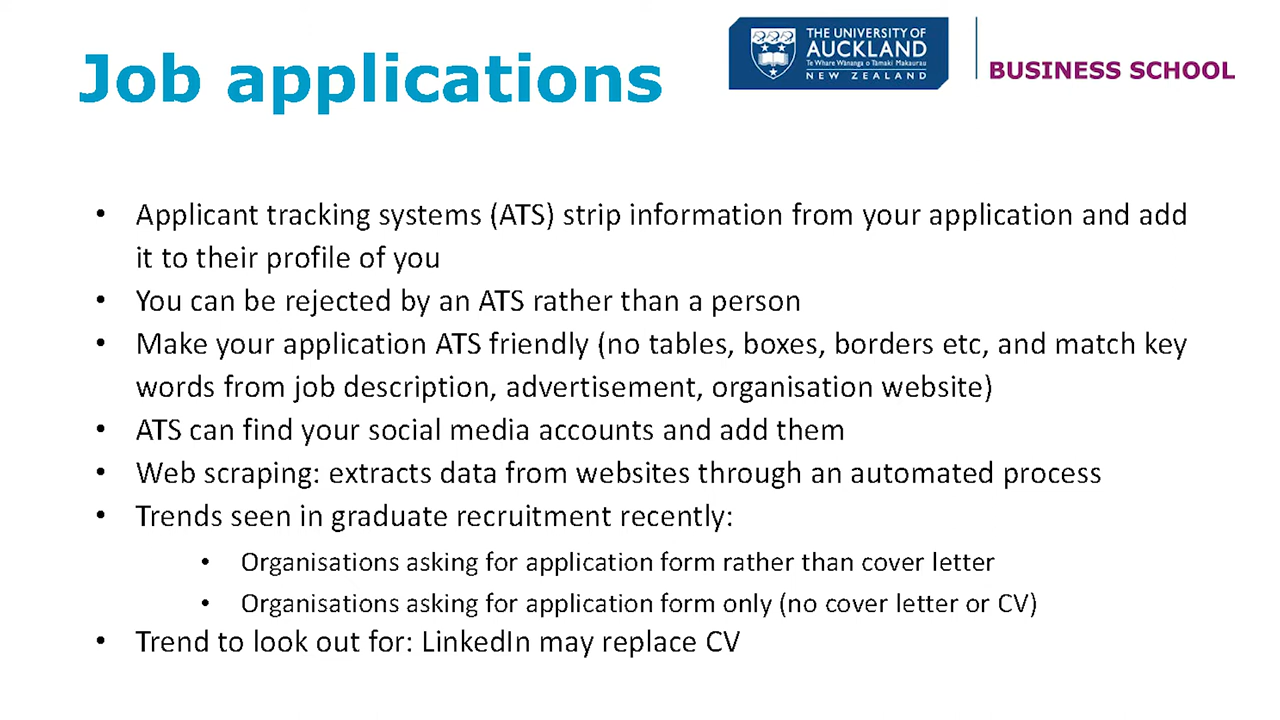 Job applications
THE UNIVERSITY OF
AUCKLAND
Te Whare Wānanga o Tāmaki Makaurau
NEW ZEALAND
BUSINESS SCHOOL
• Applicant tracking systems (ATS) strip information from your application and add
it to their profile of you
• You can be rejected by an ATS rather than a person
• Make your application ATS friendly (no tables, boxes, borders etc, and match key
words from job description, advertisement, organisation website)
• ATS can find your social media accounts and add them
• Web scraping: extracts data from websites through an automated process
• Trends seen in graduate recruitment recently:
• Organisations asking for application form rather than cover letter
• Organisations asking for application form only (no cover letter or CV)
• Trend to look out for: LinkedIn may replace CV